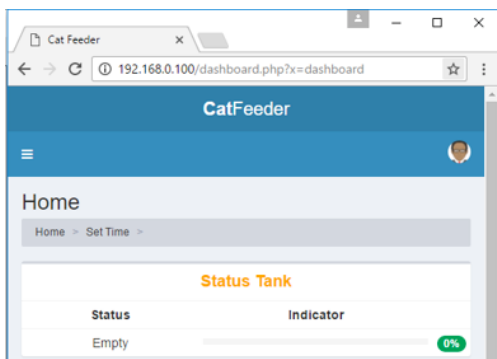 Cat Feeder
192.168.0.100/dashboard.php?x=dashboard
CatFeeder
Home
Home > Set Time >
Status Tank
Status Indicator
Empty 0%